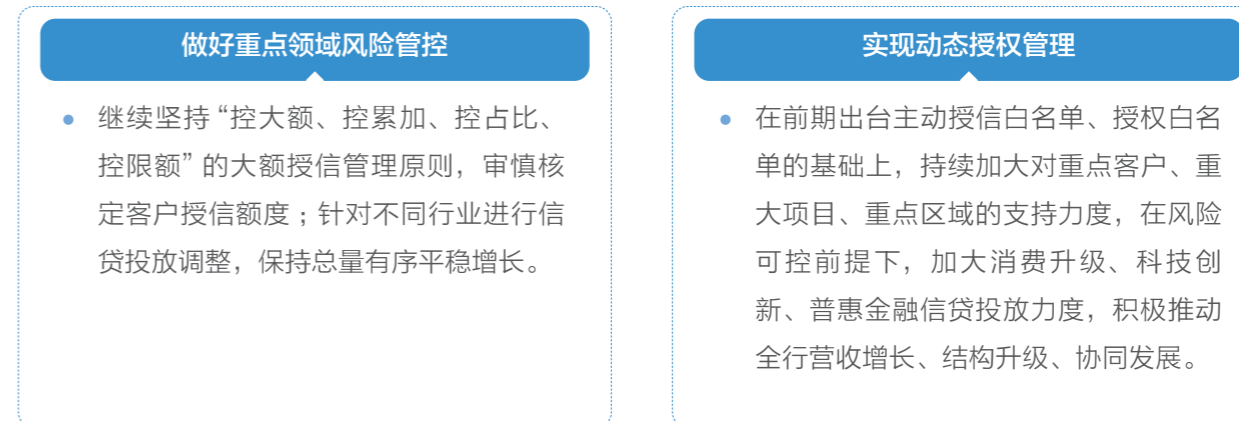 做好重点领域风险管控
继续坚持“控大额、控累加、控占比、
控限额”的大额授信管理原则，审慎核
定客户授信额度；针对不同行业进行信
贷投放调整，保持总量有序平稳增长。
实现动态授权管理
在前期出台主动授信白名单、授权白名
单的基础上，持续加大对重点客户、重
大项目、重点区域的支持力度，在风险
可控前提下，加大消费升级、科技创
新、普惠金融信贷投放力度，积极推动
全行营收增长、结构升级、协同发展。